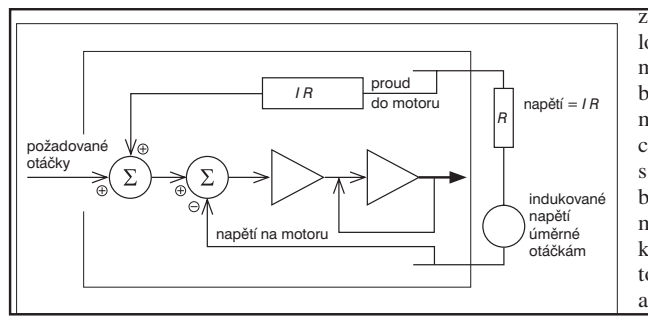 požadované
otáčky
I R
proud
do motoru
R
napětí = I R
Σ
Σ
⊕
⊕
⊕
⊖
napětí na motoru
indukované
napětí
úměrné
otáčkám